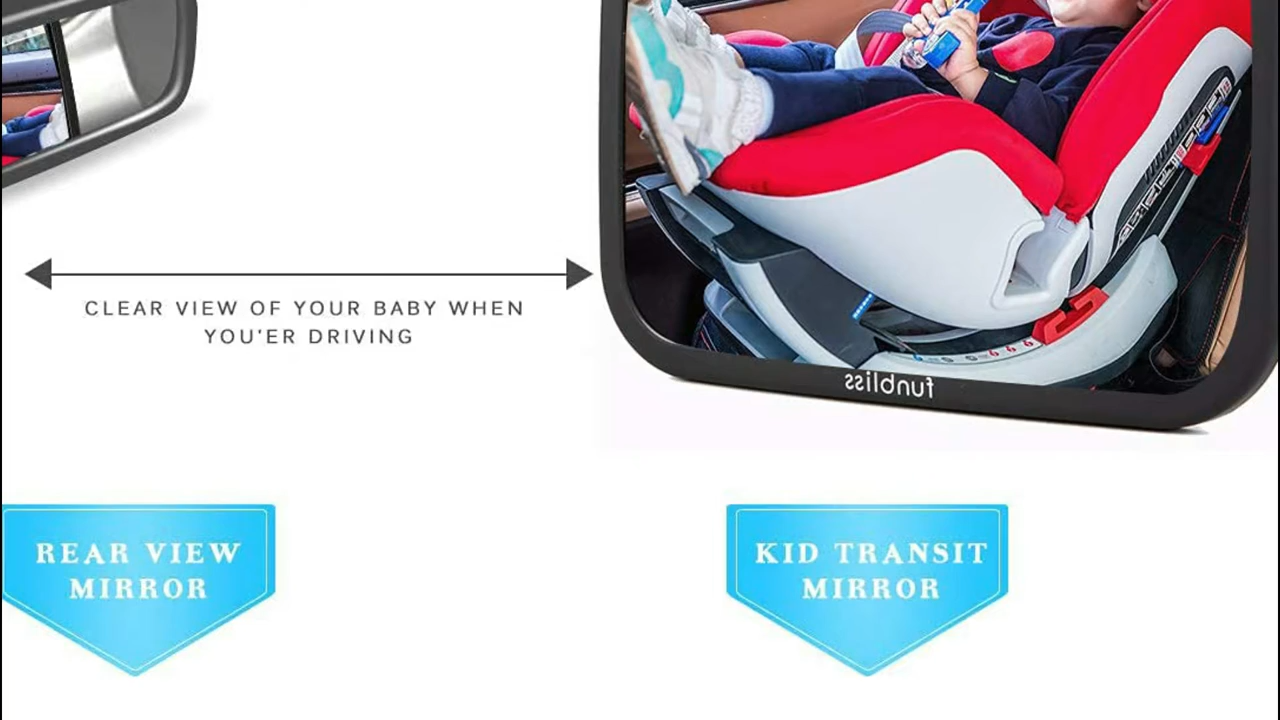 CLEAR VIEW OF YOUR BABY WHEN
YOU'ER DRIVING
funbliss
REAR VIEW
MIRROR
KID TRANSIT
MIRROR